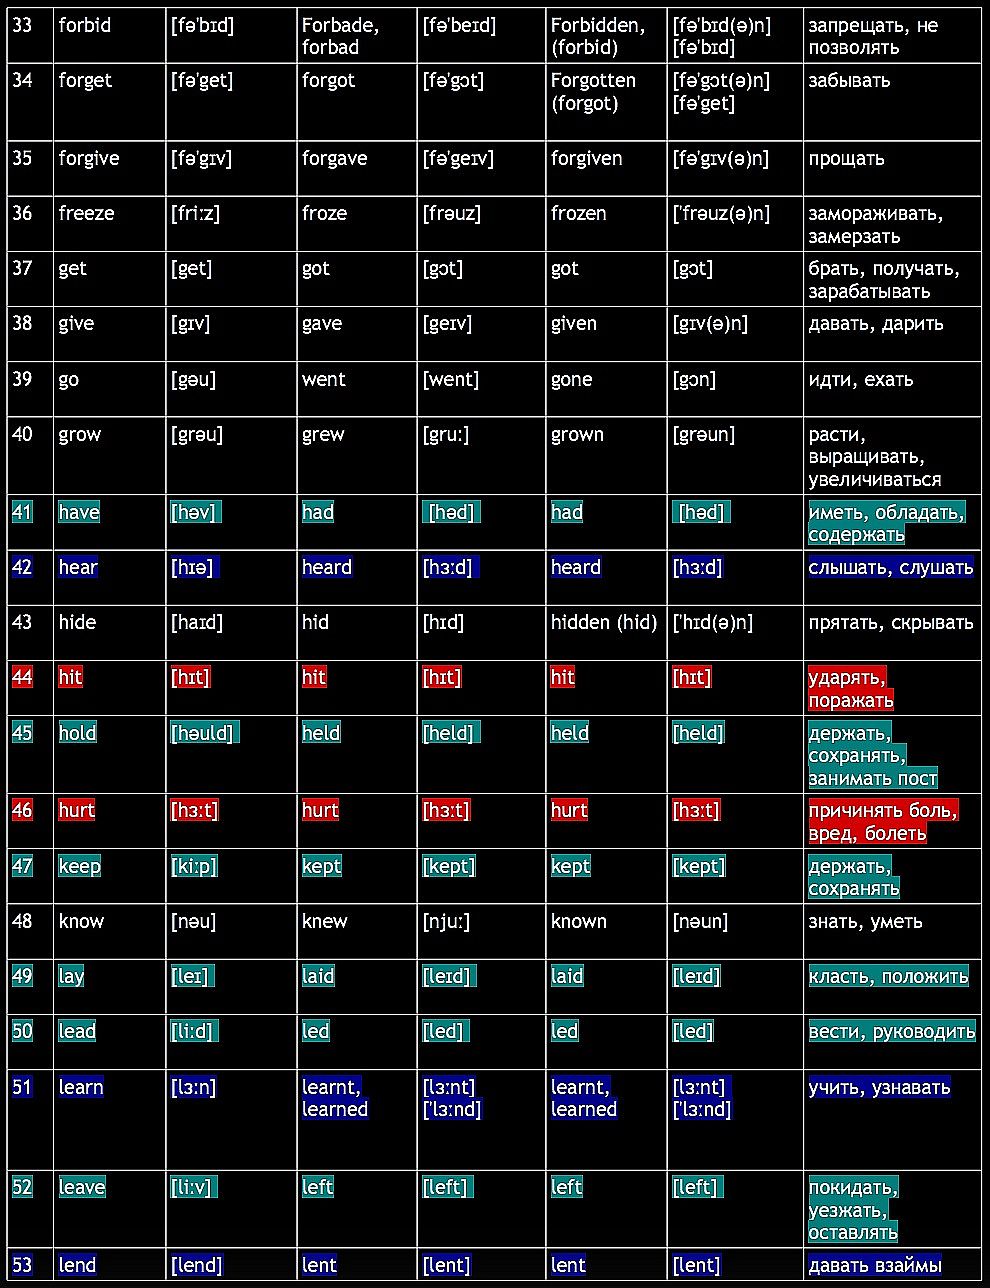 33 forbid [fə'bɪd] Forbade, [fə'beɪd] Forbidden, [fə'bɪd(ə)n] запрещать, не
forbad (forbid) [fə'bɪd] позволять
34 forget [fə'get] forgot [fə'gɔt] Forgotten [fə'gɔt(ə)n] забывать
(forgot) [fə'get]
35 forgive [fə'gɪv] forgave [fə'geɪv] forgiven [fə'gɪv(ə)n] прощать
36 freeze [fri:z] froze [frəuz] frozen ['frəuz(ə)n] замораживать,
замерзать
37 get [get] got [gɔt] got [gɔt] брать, получать,
зарабатывать
38 give [gɪv] gave [geɪv] given [gɪv(ə)n] давать, дарить
39 go [gəu] went [went] gone [gɔn] идти, ехать
40 grow [grəu] grew [gru:] grown [grəun] расти,
выращивать,
увеличиваться
41 have [həv] had [həd] had [həd] иметь, обладать,
содержать
42 hear [hɪə] heard [hɜ:d] heard [hɜ:d] слышать, слушать
43 hide [haɪd] hid [hɪd] hidden (hid) ['hɪd(ə)n] прятать, скрывать
44 hit [hɪt] hit [hɪt] hit [hɪt] ударять,
поражать
45 hold [həuld] held [held] held [held] держать,
сохранять,
занимать пост
46 hurt [hɜ:t] hurt [hɜ:t] hurt [hɜ:t] причинять боль,
вред, болеть
47 keep [ki:p] kept [kept] kept [kept] держать,
сохранять
48 know [nəu] knew [nju:] known [nəun] знать, уметь
49 lay [leɪ] laid [leɪd] laid [leɪd] класть, положить
50 lead [li:d] led [led] led [led] вести, руководить
51 learn [lɜ:n] learnt, [lɜ:nt] learnt, [lɜ:nt] учить, узнавать
learned ['lɜ:nd] learned ['lɜ:nd]
52 leave [li:v] left [left] left [left] покидать,
уезжать,
оставлять
53 lend [lend] lent [lent] lent [lent] давать взаймы